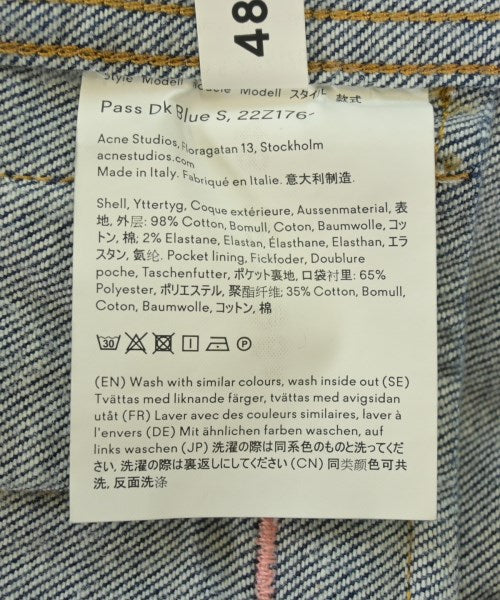 48
Style Modell Modell スタイル 款式
Pass Dk Blue S, 22Z176-
Acne Studios, Floragatan 13, Stockholm
acnestudios.com
Made in Italy. Fabriqué en Italie. 意大利制造.
Shell, Yttertyg, Coque extérieure, Aussenmaterial, 表
地, 外层: 98% Cotton, Bomull, Coton, Baumwolle, コッ
トン, 棉; 2% Elastane, Elastan, Élasthane, Elasthan, エラ
スタン, 氨纶. Pocket lining, Fickfoder, Doublure
poche, Taschenfutter, ポケット裏地, 口袋衬里: 65%
Polyester, ポリエステル, 聚酯纤维; 35% Cotton, Bomull,
Coton, Baumwolle, コットン, 棉
30 P
(EN) Wash with similar colours, wash inside out (SE)
Tvättas med liknande färger, tvättas med avigsidan
utåt (FR) Laver avec des couleurs similaires, laver à
l'envers (DE) Mit ähnlichen farben waschen, auf
links waschen (JP) 洗濯の際は同系色のものと洗ってくだ
さい, 洗濯の際は裏返しにしてください (CN) 同类颜色可共
洗, 反面洗涤